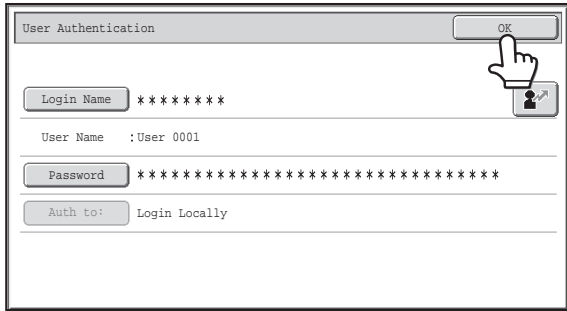 User Authentication OK
Login Name ********
User Name :User 0001
Password ********************************
Auth to: Login Locally